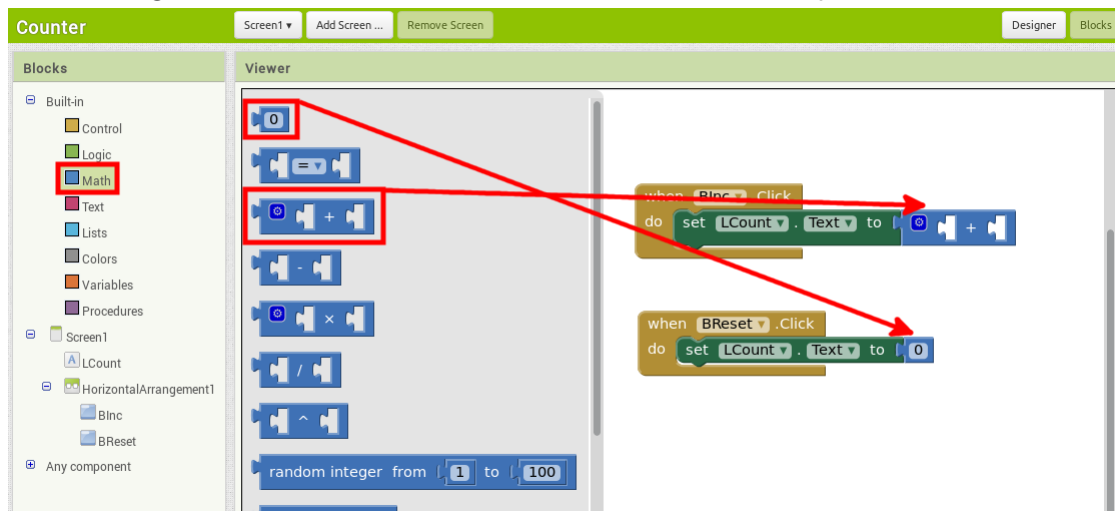 Counter
Screen1 ▾ Add Screen ... Remove Screen Designer Blocks
Blocks
Built-in
Control
Logic
Math
Text
Lists
Colors
Variables
Procedures
Screen1
LCount
HorizontalArrangement1
BInc
BReset
Any component
Viewer
0
=
+
-
×
/
^
random integer from 1 to 100
when BInc .Click
do set LCount . Text to +
when BReset .Click
do set LCount . Text to 0